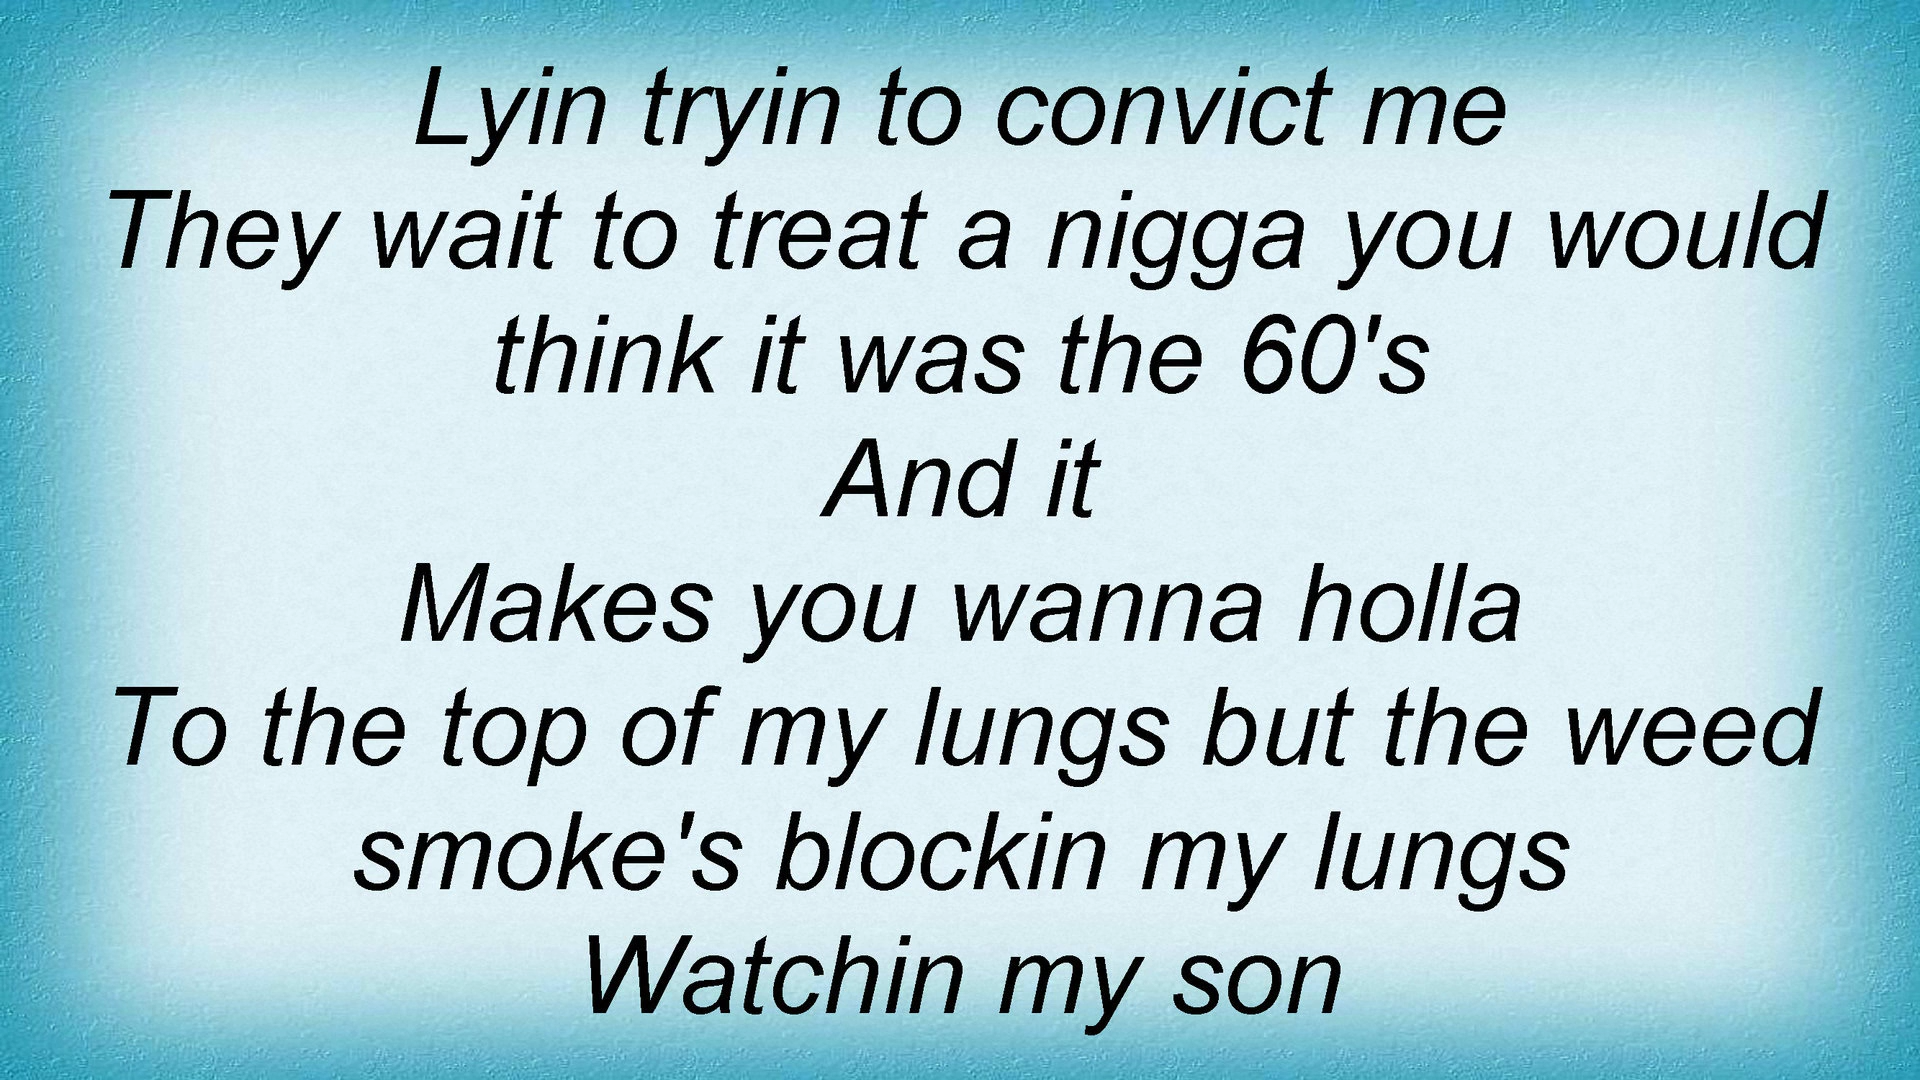 Lyin tryin to convict me
They wait to treat a nigga you would
think it was the 60's
And it
Makes you wanna holla
To the top of my lungs but the weed
smoke's blockin my lungs
Watchin my son